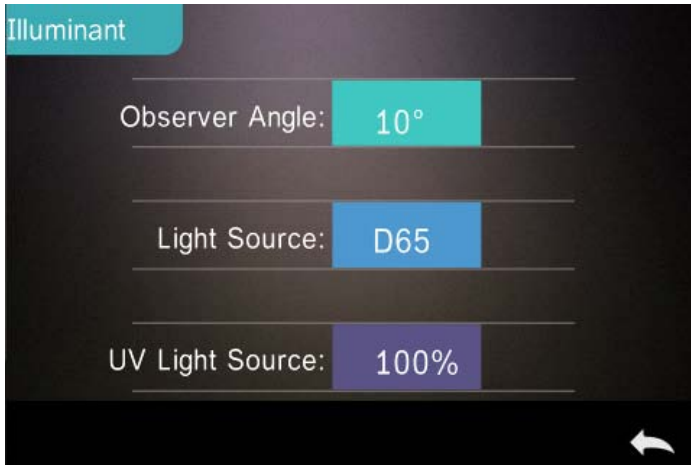 Illuminant
Observer Angle: 10°
Light Source: D65
UV Light Source: 100%